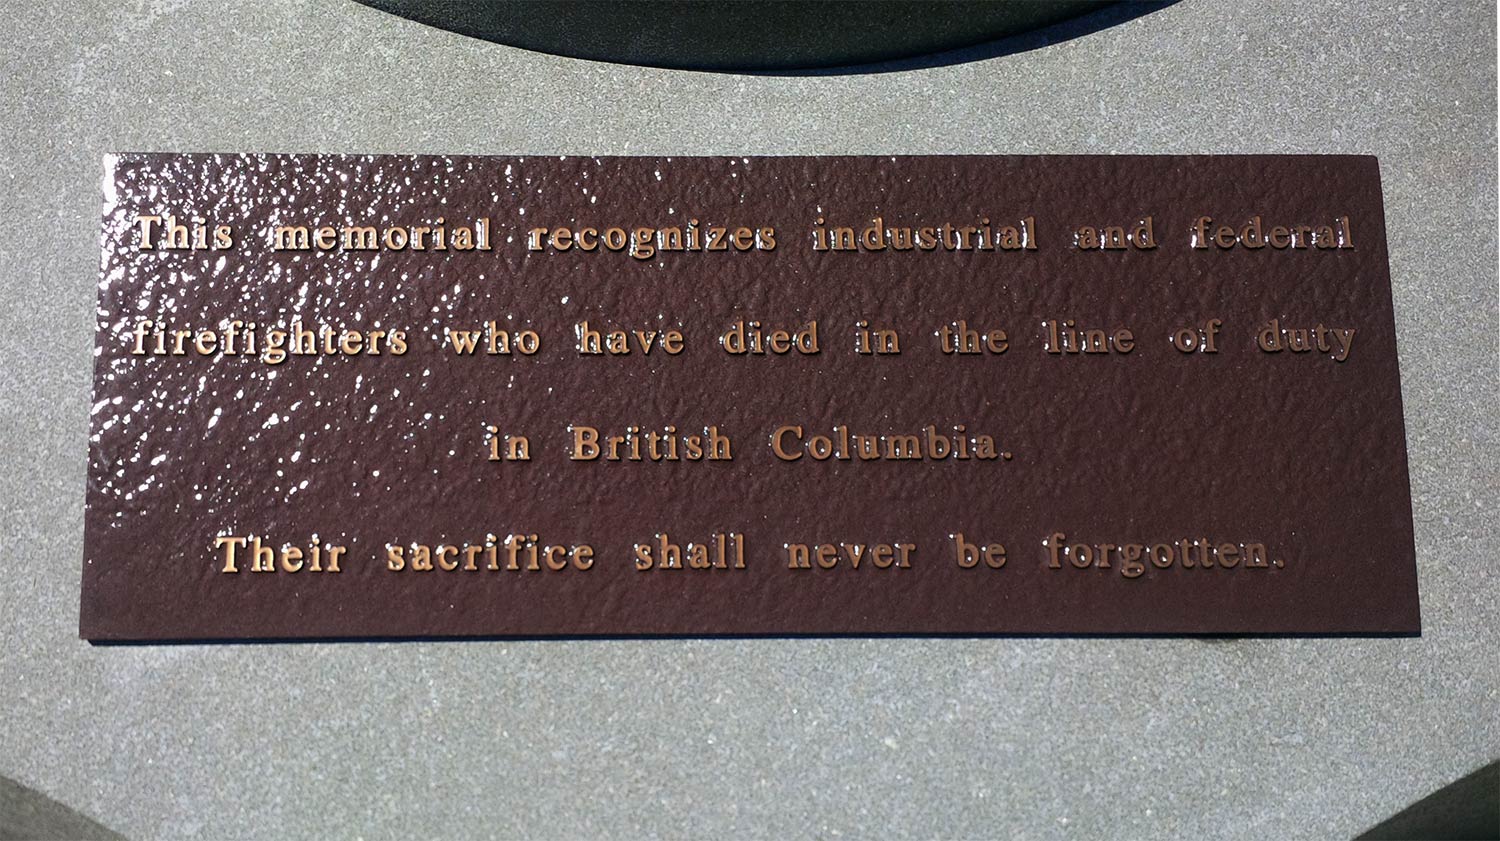 This memorial recognizes industrial and federal
firefighters who have died in the line of duty
in British Columbia.
Their sacrifice shall never be forgotten.